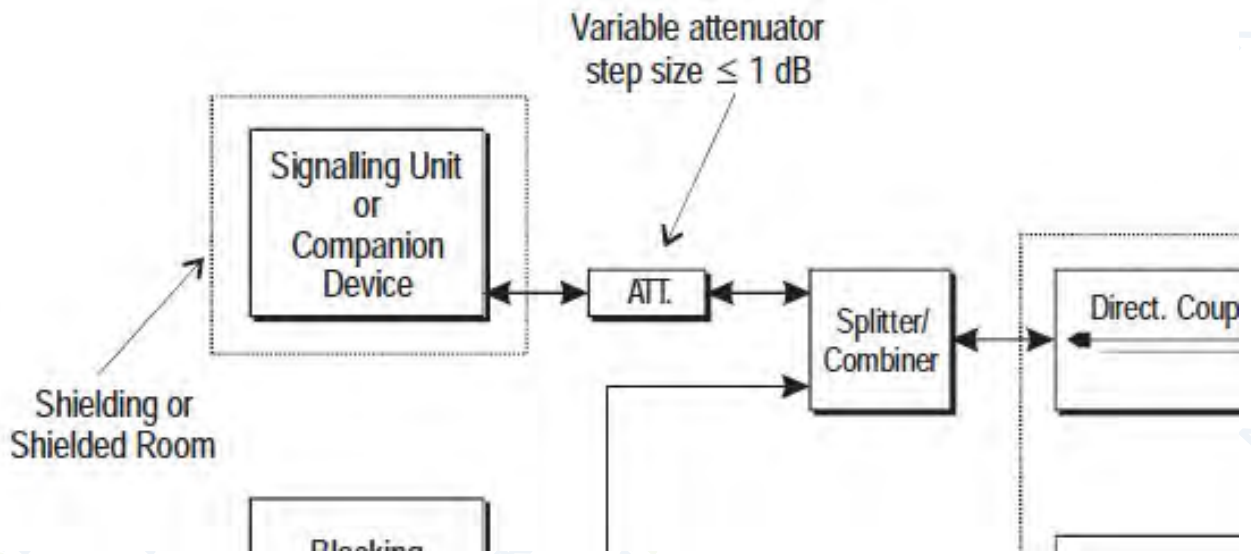 Variable attenuator
step size ≤ 1 dB
Signalling Unit
or
Companion
Device
ATT.
Splitter/
Combiner
Direct. Coup
Shielding or
Shielded Room
Blocking